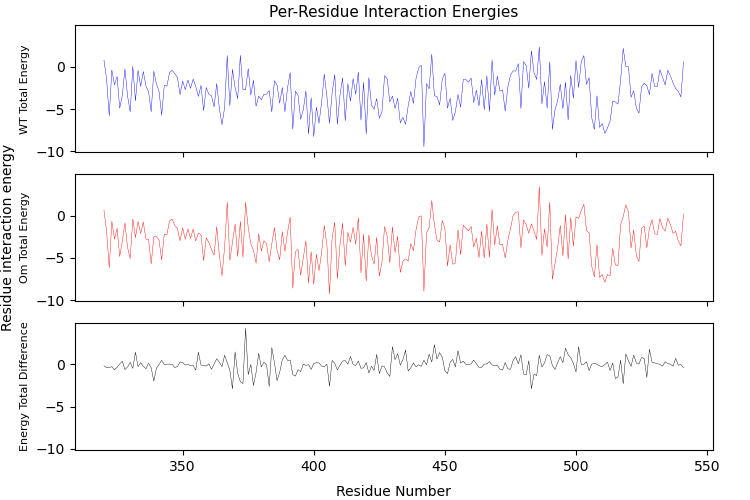 Per-Residue Interaction Energies
Residue interaction energy
WT Total Energy
0
−5
−10
Om Total Energy
0
−5
−10
Energy Total Difference
0
−5
−10
350 400 450 500 550
Residue Number